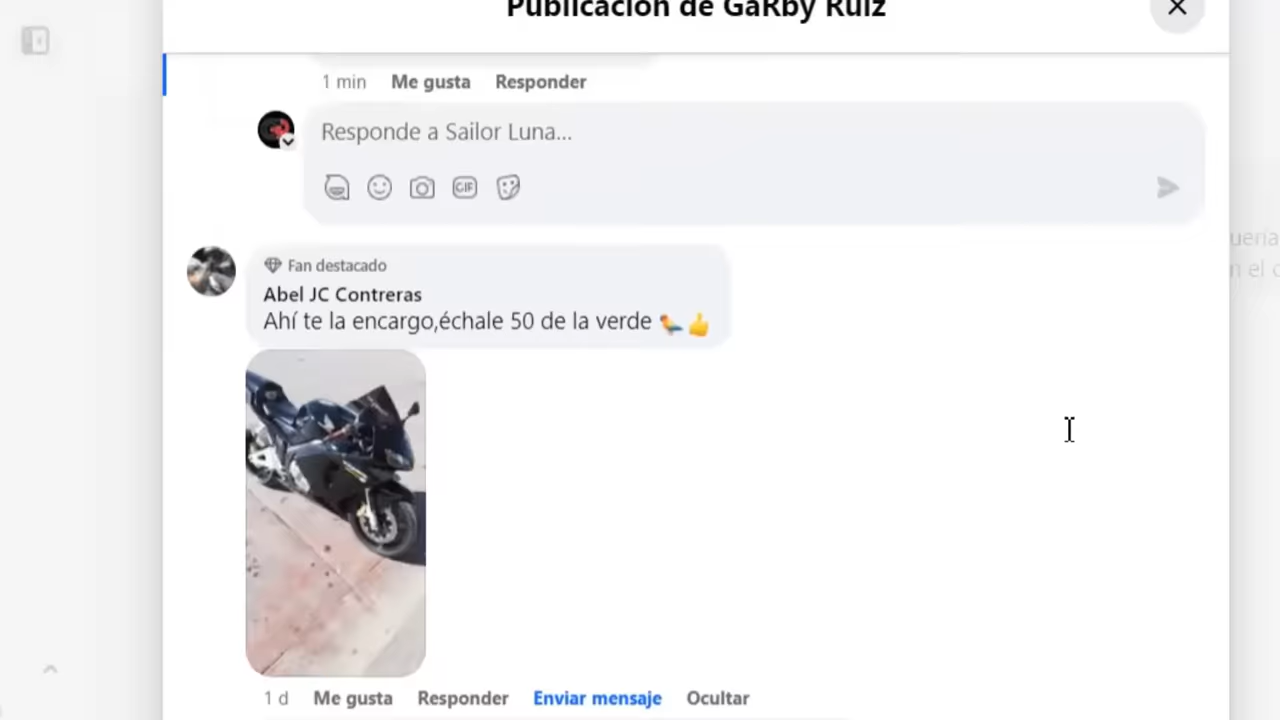 Publicación de GaRby Ruiz
1 min Me gusta Responder
Responde a Sailor Luna...
GIF
Fan destacado
Abel JC Contreras
Ahí te la encargo,échale 50 de la verde 🦜👍
1 d Me gusta Responder Enviar mensaje Ocultar